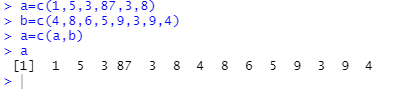 > a=c(1,5,3,87,3,8)
> b=c(4,8,6,5,9,3,9,4)
> a=c(a,b)
> a
 [1]  1  5  3 87  3  8  4  8  6  5  9  3  9  4
>